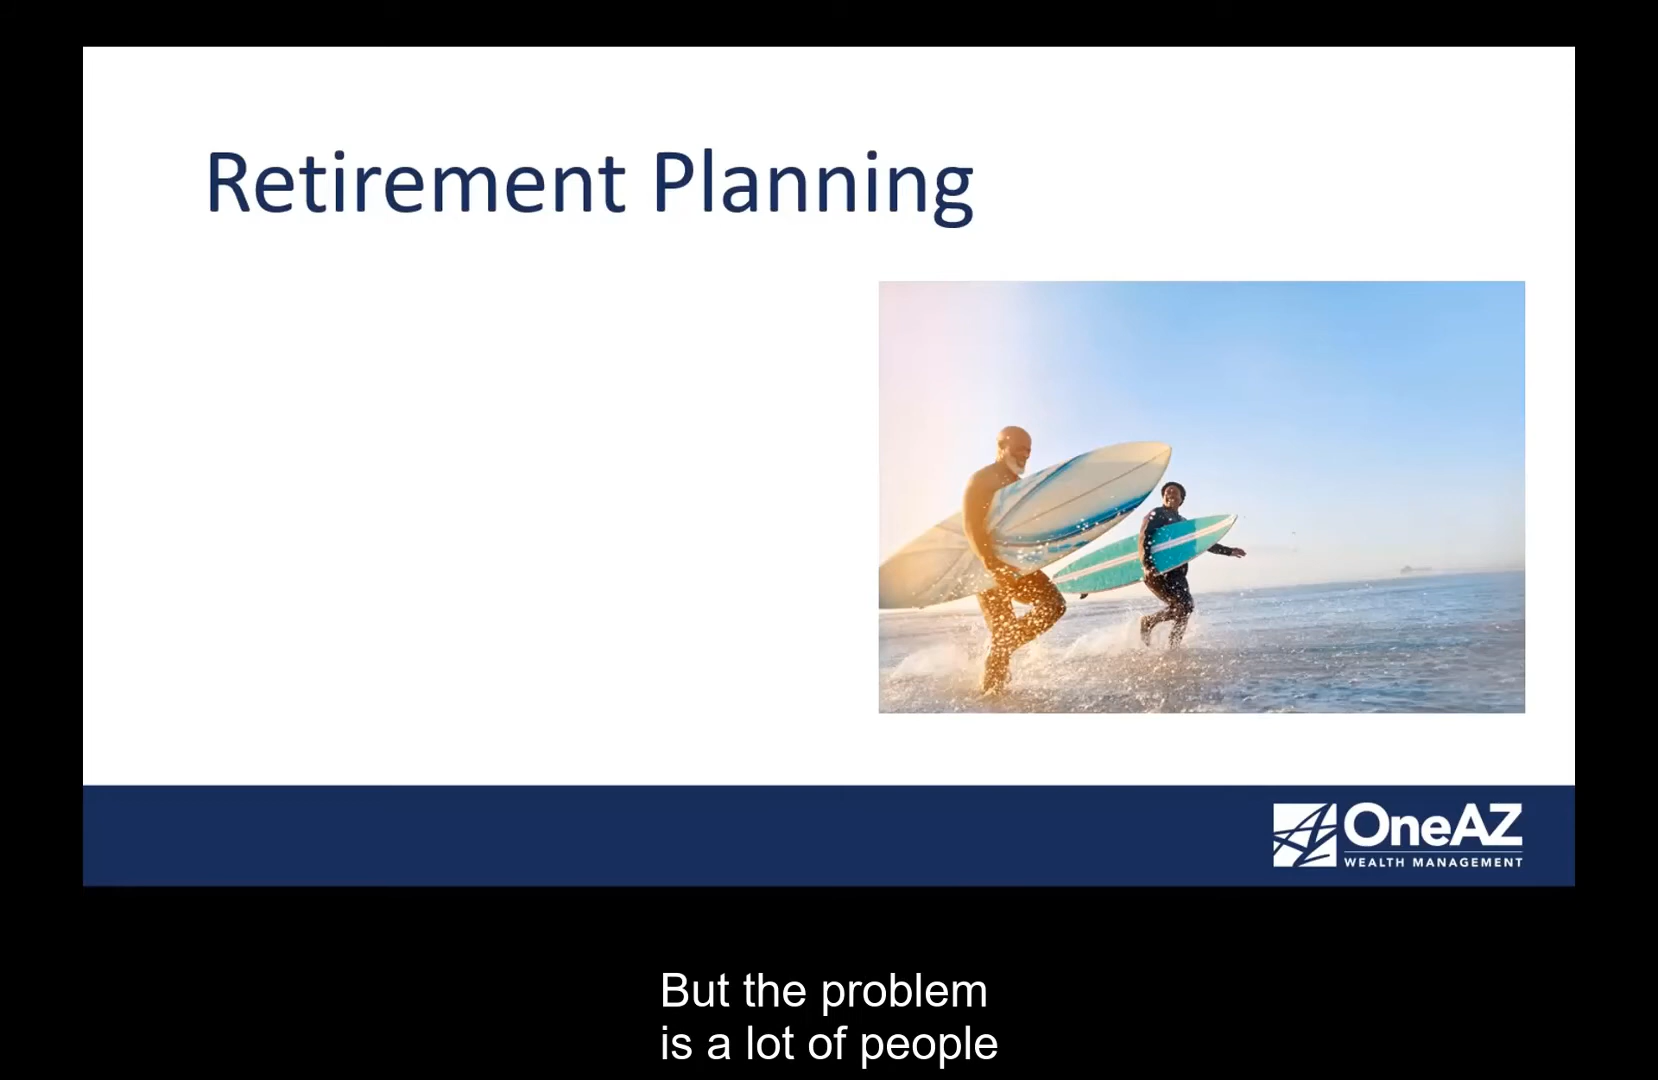 Retirement Planning
OneAZ
WEALTH MANAGEMENT
But the problem
is a lot of people